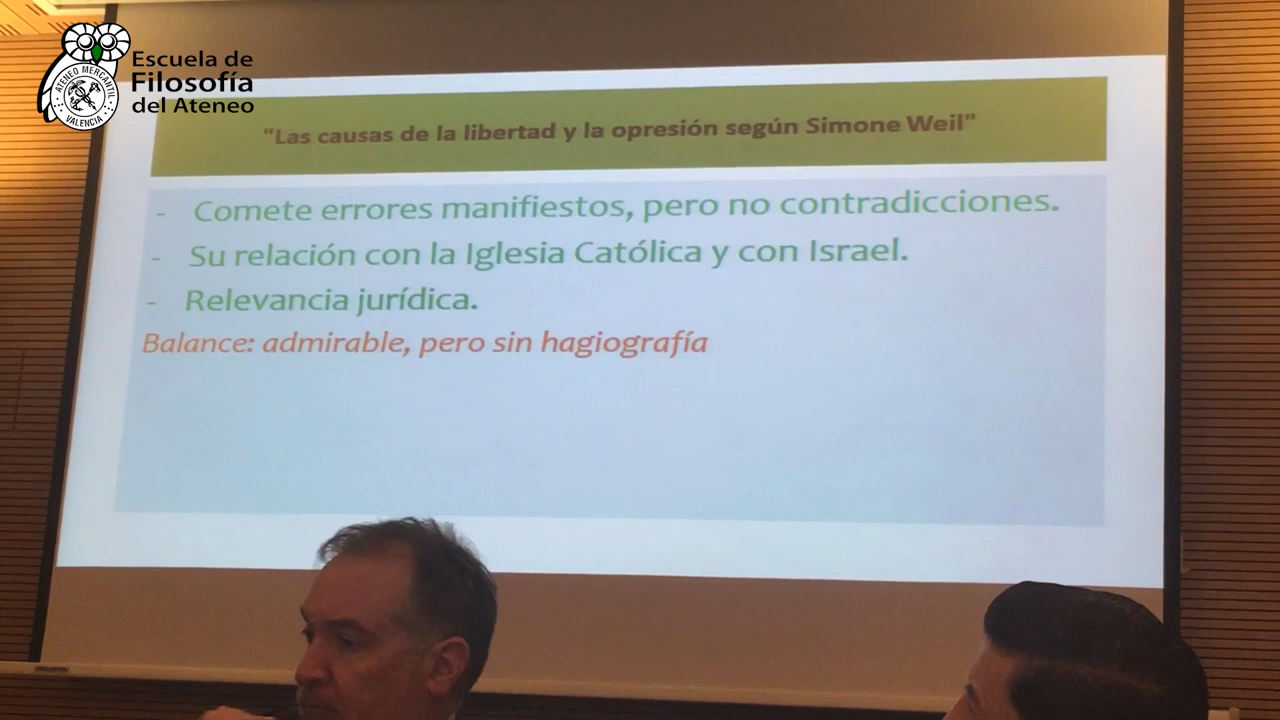 Escuela de
Filosofía
del Ateneo
ATENEO MERCANTIL
VALENCIA
"Las causas de la libertad y la opresión según Simone Weil"
- Comete errores manifiestos, pero no contradicciones.
- Su relación con la Iglesia Católica y con Israel.
- Relevancia jurídica.
Balance: admirable, pero sin hagiografía